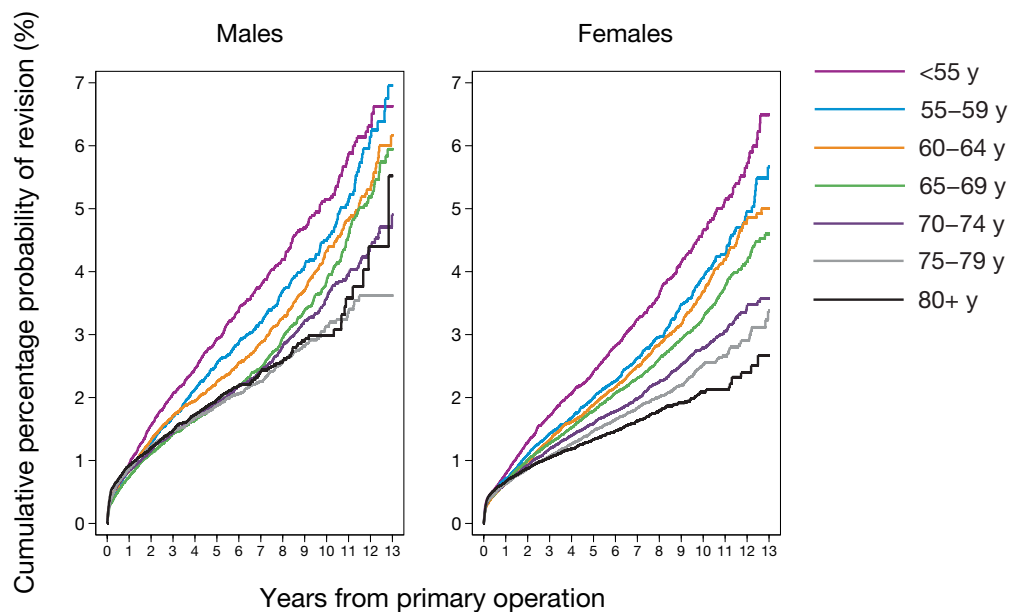 Cumulative percentage probability of revision (%)
Males
Females
7
6
5
4
3
2
1
0
0 1 2 3 4 5 6 7 8 9 10 11 12 13
7
6
5
4
3
2
1
0
0 1 2 3 4 5 6 7 8 9 10 11 12 13
Years from primary operation
<55 y
55–59 y
60–64 y
65–69 y
70–74 y
75–79 y
80+ y